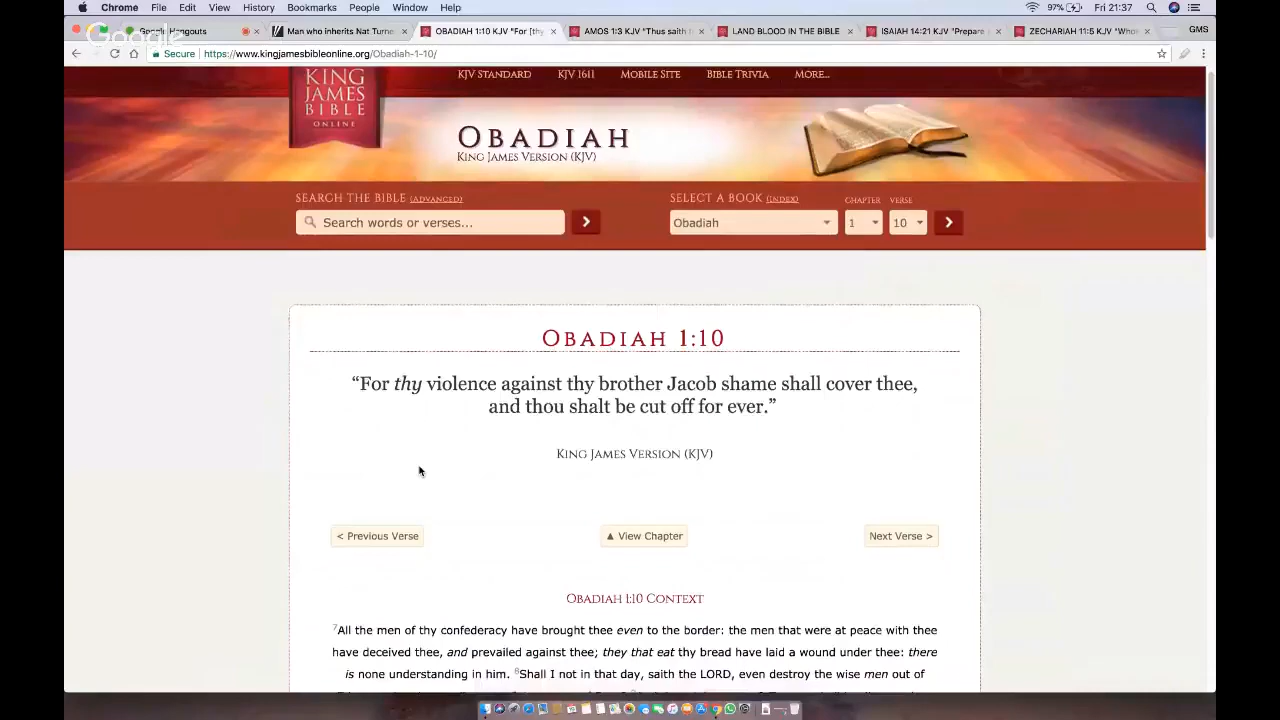 Chrome File Edit View History Bookmarks People Window Help 97% Fri 21:37
Google
Google Hangouts Man who inherits Nat Turne OBADIAH 1:10 KJV "For [thy AMOS 1:3 KJV "Thus saith t LAND BLOOD IN THE BIBLE ISAIAH 14:21 KJV "Prepare ZECHARIAH 11:5 KJV "Who GMS
Secure https://www.kingjamesbibleonline.org/Obadiah-1-10/
KJV STANDARD KJV 1611 MOBILE SITE BIBLE TRIVIA MORE...
KING
JAMES
BIBLE
ONLINE
OBADIAH
KING JAMES VERSION (KJV)
SEARCH THE BIBLE (ADVANCED) SELECT A BOOK (INDEX) CHAPTER VERSE
Search words or verses... Obadiah 1 10
OBADIAH 1:10
“For thy violence against thy brother Jacob shame shall cover thee,
and thou shalt be cut off for ever.”
KING JAMES VERSION (KJV)
< Previous Verse ▲ View Chapter Next Verse >
OBADIAH 1:10 CONTEXT
7All the men of thy confederacy have brought thee even to the border: the men that were at peace with thee
have deceived thee, and prevailed against thee; they that eat thy bread have laid a wound under thee: there
is none understanding in him. 8Shall I not in that day, saith the LORD, even destroy the wise men out of